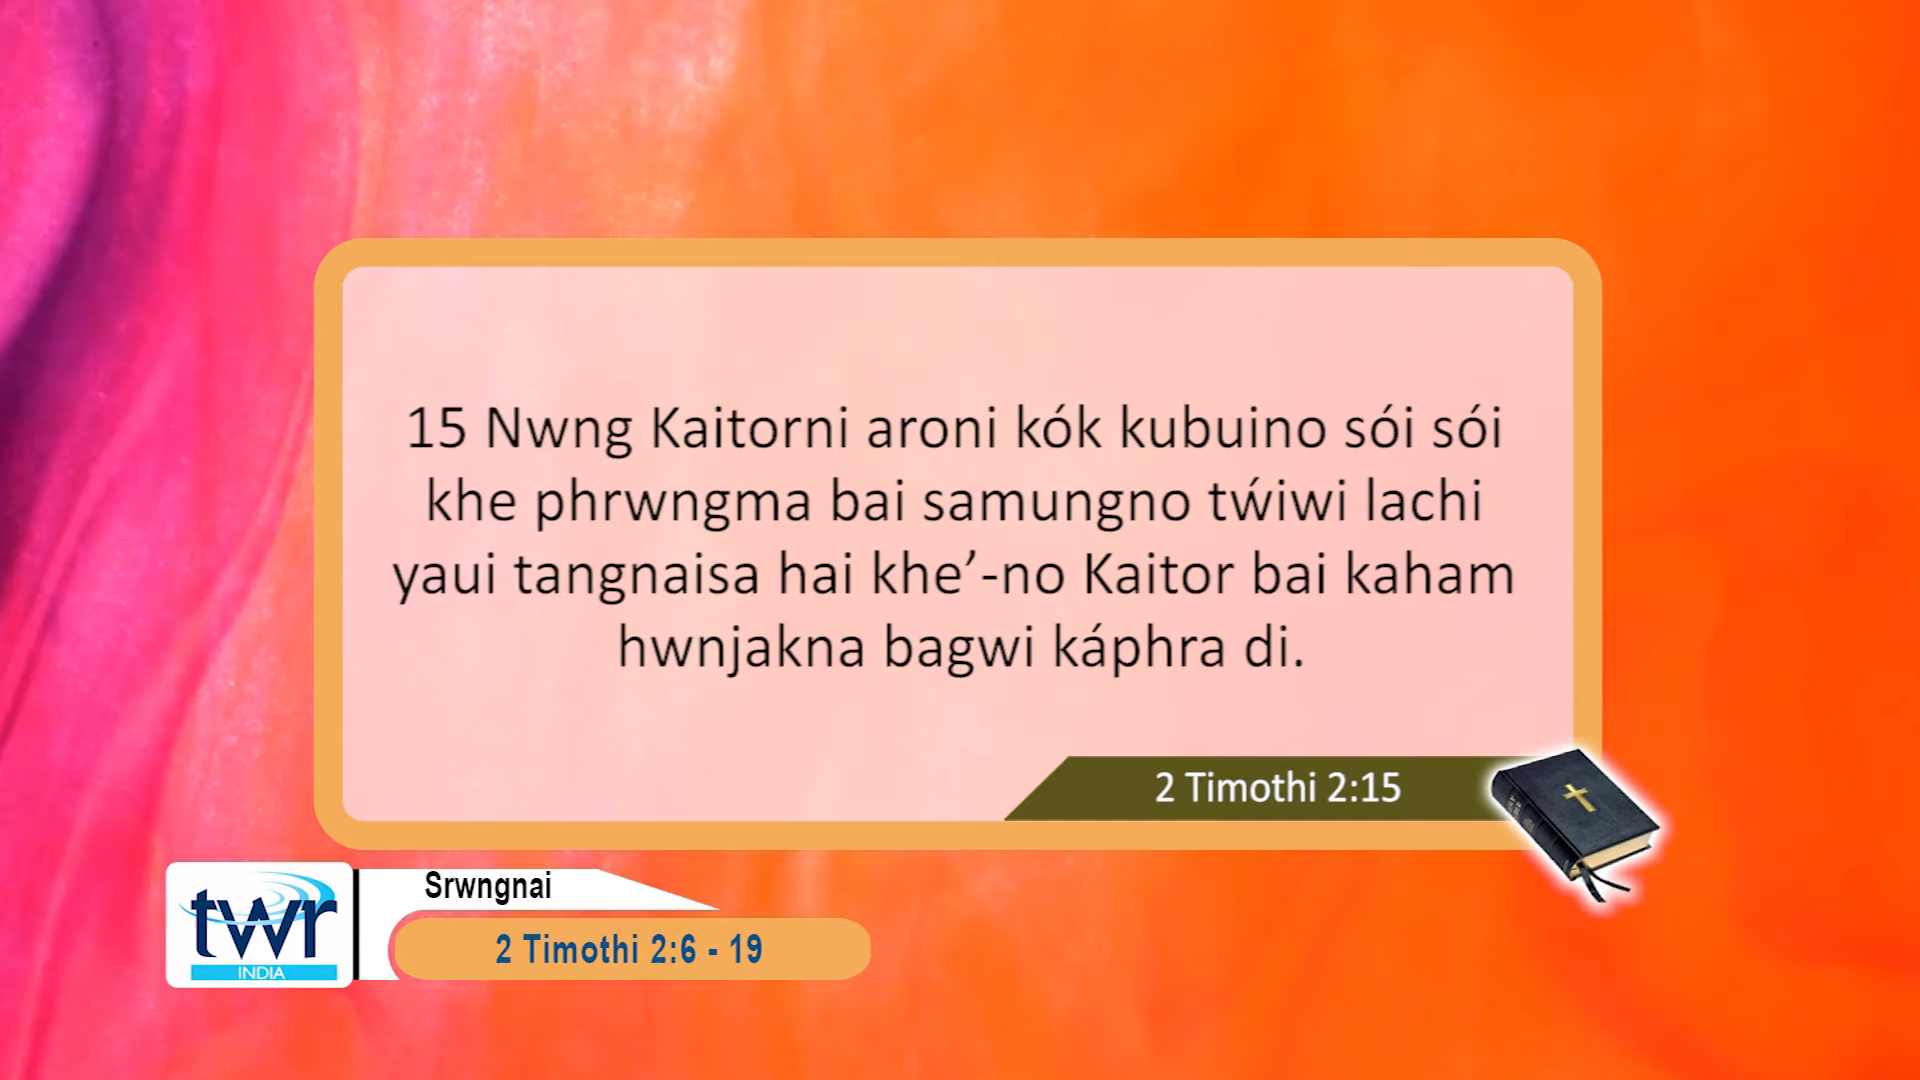 15 Nwng Kaitorni aroni kók kubuino sói sói
khe phrwngma bai samungno tẃiwi lachi
yaui tangnaisa hai khe’-no Kaitor bai kaham
hwnjakna bagwi káphra di.
2 Timothi 2:15
Srwngnai
twr
INDIA
2 Timothi 2:6 - 19